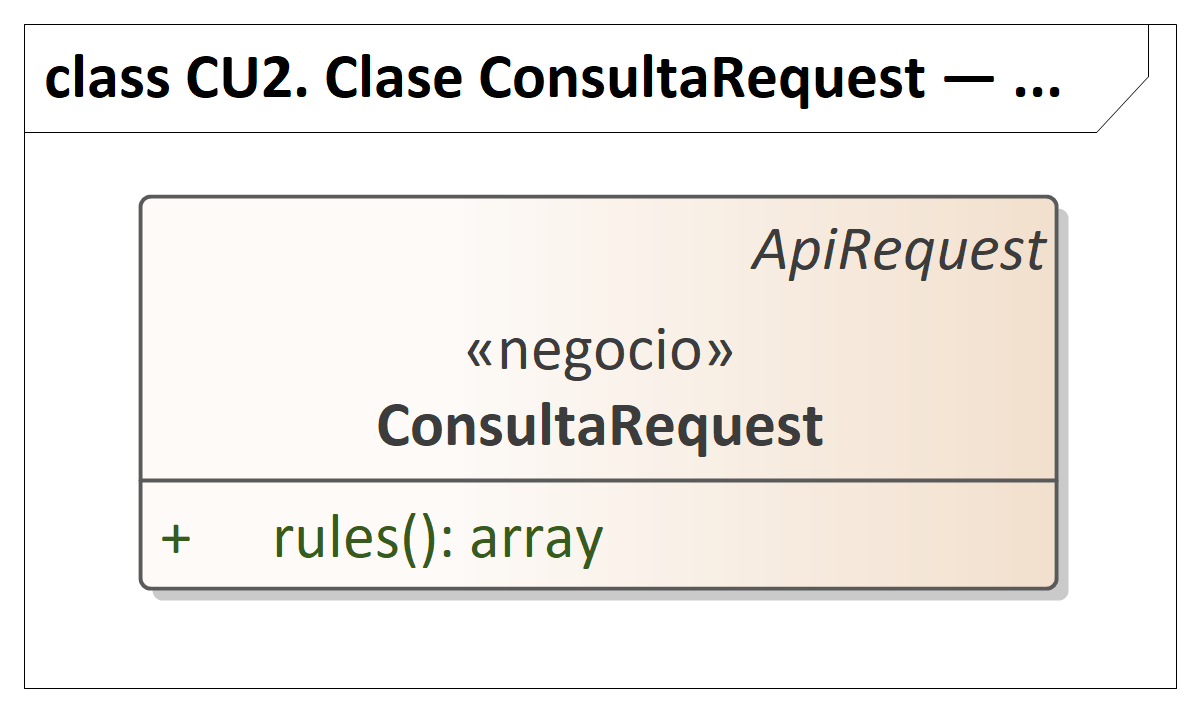 class CU2. Clase ConsultaRequest — ...
ApiRequest
«negocio»
ConsultaRequest
+ rules(): array